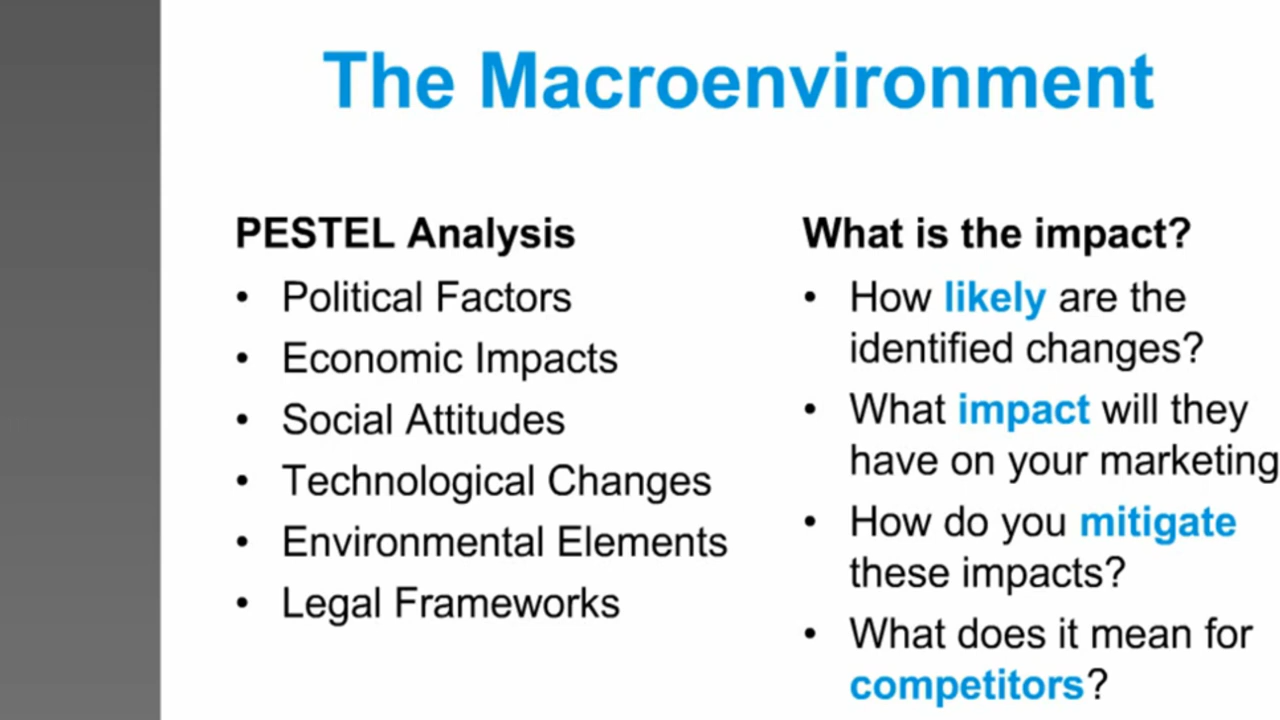 The Macroenvironment
PESTEL Analysis
• Political Factors
• Economic Impacts
• Social Attitudes
• Technological Changes
• Environmental Elements
• Legal Frameworks
What is the impact?
• How likely are the
identified changes?
• What impact will they
have on your marketing
• How do you mitigate
these impacts?
• What does it mean for
competitors?